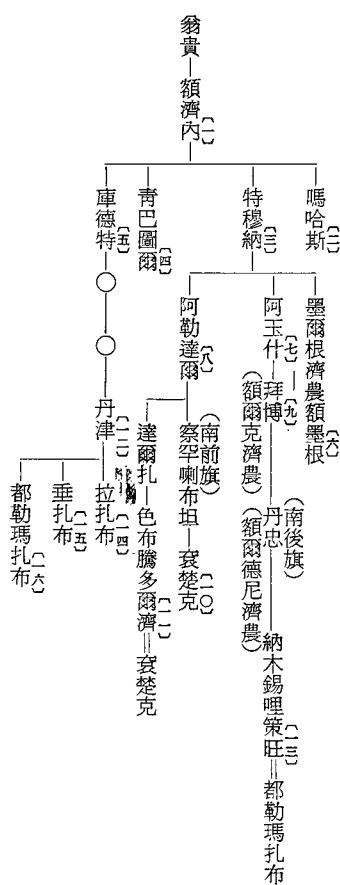 翁貴—額濟內〔一〕
嗎哈斯〔二〕
特穆納〔三〕
墨爾根濟農額墨根〔六〕
阿玉什〔七〕—拜博〔九〕—丹忠—納木錫哩策旺〔一三〕=都勒瑪扎布
(額爾克濟農)
(額爾德尼濟農)
(南後旗)
阿勒達爾〔八〕
(南前旗)
察罕喇布坦—袞楚克〔一〇〕
達爾扎—色布騰多爾濟〔一一〕=袞楚克
靑巴圖爾〔四〕
庫德特〔五〕—○—○—丹津〔一二〕
拉扎布〔一四〕
垂扎布〔一五〕
都勒瑪扎布〔一六〕